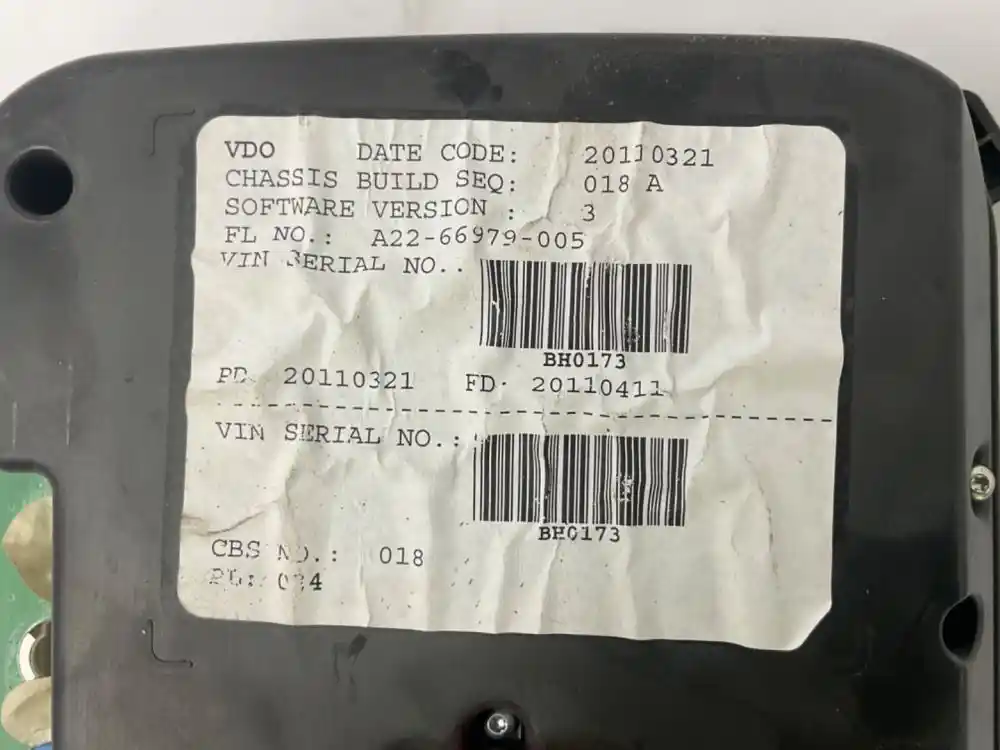 VDO DATE CODE: 20110321
CHASSIS BUILD SEQ: 018 A
SOFTWARE VERSION : 3
FL NO.: A22-66979-005
VIN SERIAL NO.:
BH0173
PD: 20110321 FD: 20110411
VIN SERIAL NO.:
BH0173
CBS NO.: 018